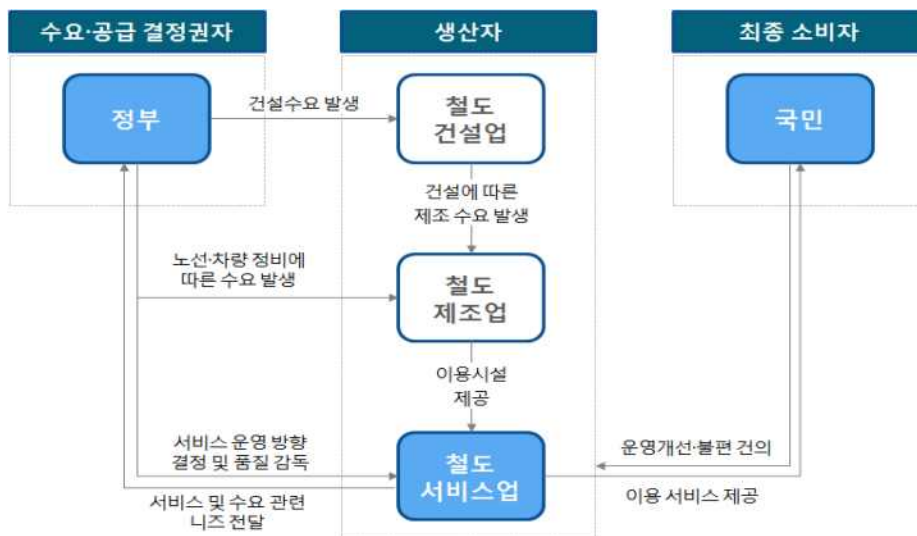 수요·공급 결정권자
생산자
최종 소비자
정부
건설수요 발생
철도
건설업
국민
건설에 따른
제조 수요 발생
노선·차량 정비에
따른 수요 발생
철도
제조업
이용시설
제공
서비스 운영 방향
결정 및 품질 감독
철도
서비스업
운영개선·불편 건의
서비스 및 수요 관련
니즈 전달
이용 서비스 제공